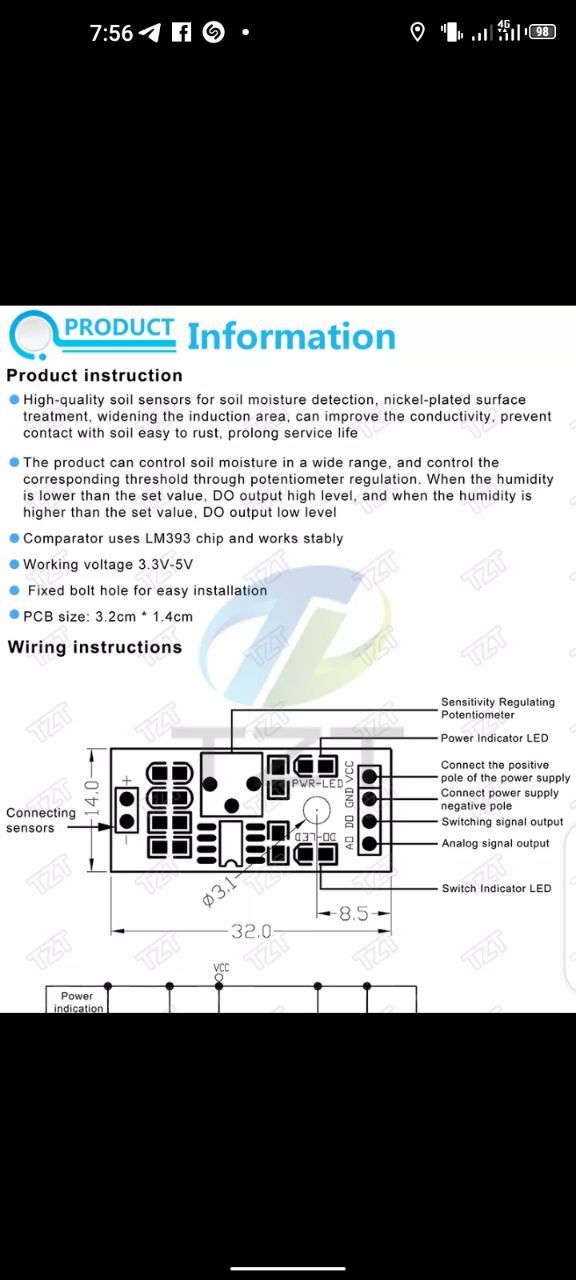 7:56
4G
98
PRODUCT Information
Product instruction
High-quality soil sensors for soil moisture detection, nickel-plated surface
treatment, widening the induction area, can improve the conductivity, prevent
contact with soil easy to rust, prolong service life
The product can control soil moisture in a wide range, and control the
corresponding threshold through potentiometer regulation. When the humidity
is lower than the set value, DO output high level, and when the humidity is
higher than the set value, DO output low level
Comparator uses LM393 chip and works stably
Working voltage 3.3V-5V
Fixed bolt hole for easy installation
PCB size: 3.2cm * 1.4cm
Wiring instructions
TZT
Sensitivity Regulating
Potentiometer
Power Indicator LED
Connect the positive
pole of the power supply
Connect power supply
negative pole
Switching signal output
Analog signal output
Switch Indicator LED
Connecting
sensors
14.0
+
-
PWR-LED
DO-LED
VCC
GND
DO
AO
Ø3.1
8.5
32.0
VCC
Power
indication